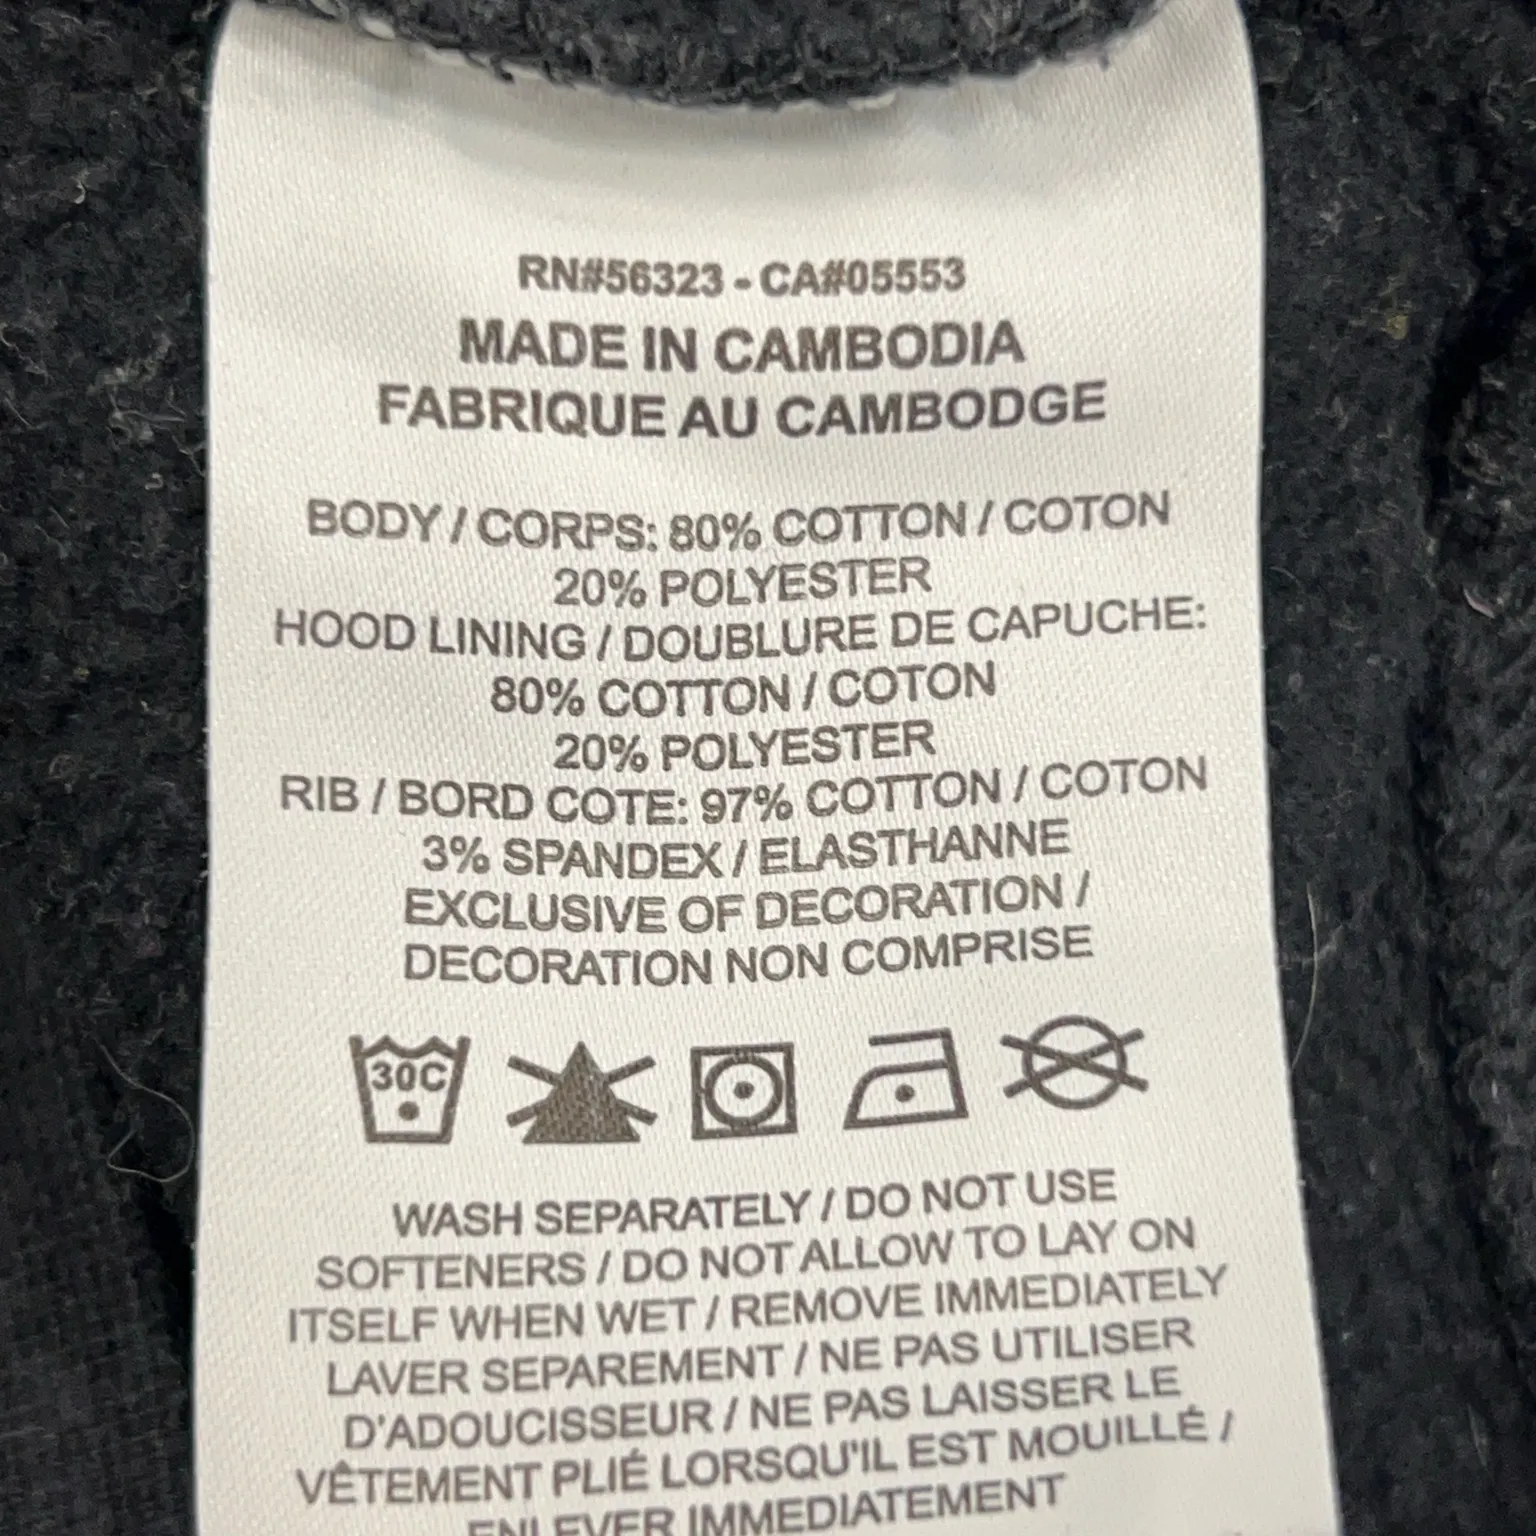 RN#56323 - CA#05553
MADE IN CAMBODIA
FABRIQUE AU CAMBODGE
BODY / CORPS: 80% COTTON / COTON
20% POLYESTER
HOOD LINING / DOUBLURE DE CAPUCHE:
80% COTTON / COTON
20% POLYESTER
RIB / BORD COTE: 97% COTTON / COTON
3% SPANDEX / ELASTHANNE
EXCLUSIVE OF DECORATION /
DECORATION NON COMPRISE
30C
WASH SEPARATELY / DO NOT USE
SOFTENERS / DO NOT ALLOW TO LAY ON
ITSELF WHEN WET / REMOVE IMMEDIATELY
LAVER SEPAREMENT / NE PAS UTILISER
D'ADOUCISSEUR / NE PAS LAISSER LE
VÊTEMENT PLIÉ LORSQU'IL EST MOUILLÉ /
ENLEVER IMMEDIATEMENT